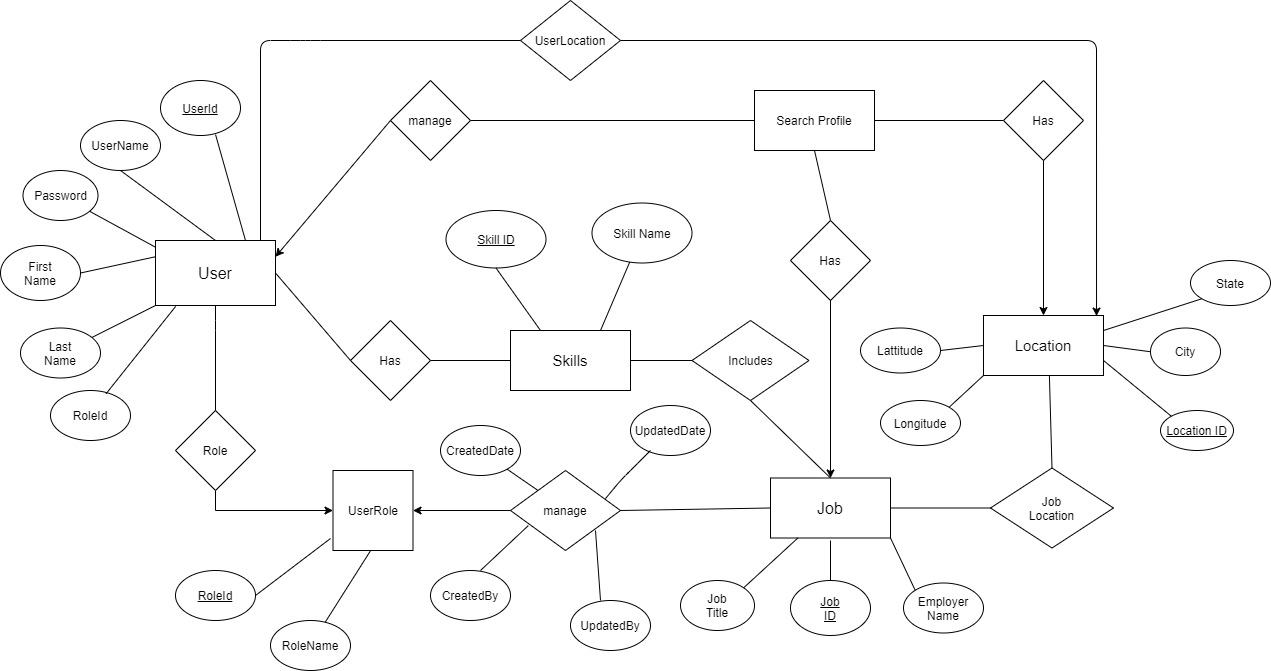 UserLocation
UserId
manage
Search Profile
Has
UserName
Password
Skill ID
Skill Name
First
Name
User
Has
State
Last
Name
Has
Skills
Includes
Lattitude
Location
City
RoleId
Longitude
Location ID
Role
CreatedDate
UpdatedDate
UserRole
manage
Job
Job
Location
RoleId
CreatedBy
Job
Title
Job
ID
Employer
Name
RoleName
UpdatedBy